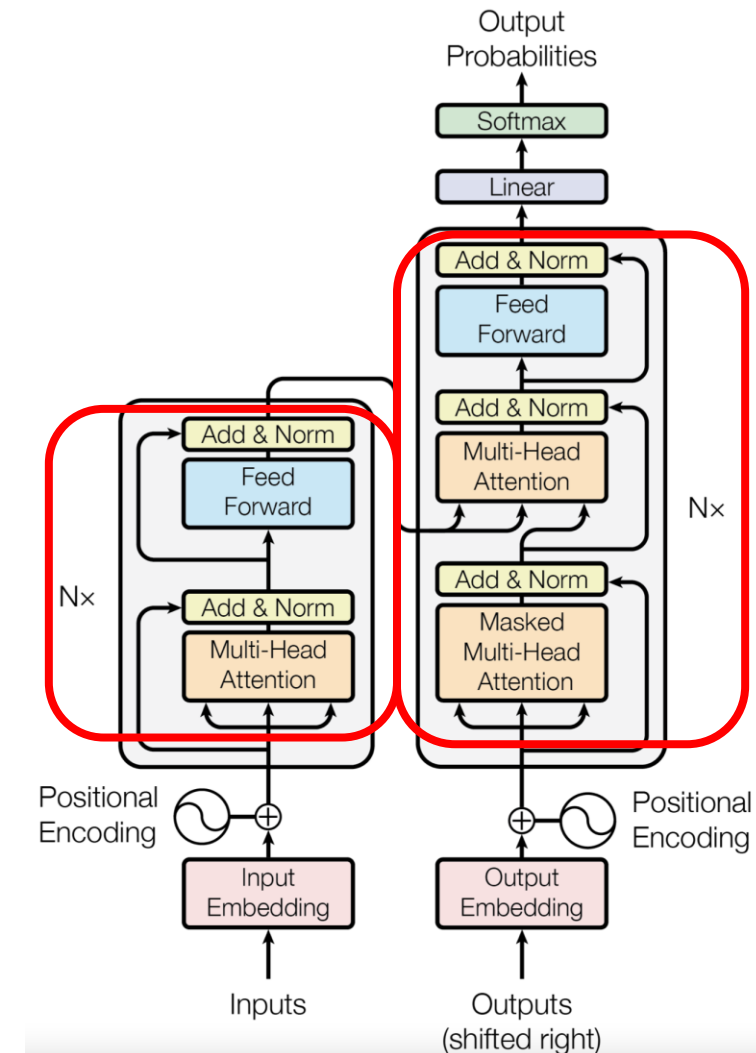 Output
Probabilities
Softmax
Linear
Add & Norm
Feed
Forward
Add & Norm
Multi-Head
Attention
Nx
Add & Norm
Masked
Multi-Head
Attention
Add & Norm
Feed
Forward
Nx
Add & Norm
Multi-Head
Attention
Positional
Encoding
Positional
Encoding
Input
Embedding
Output
Embedding
Inputs
Outputs
(shifted right)